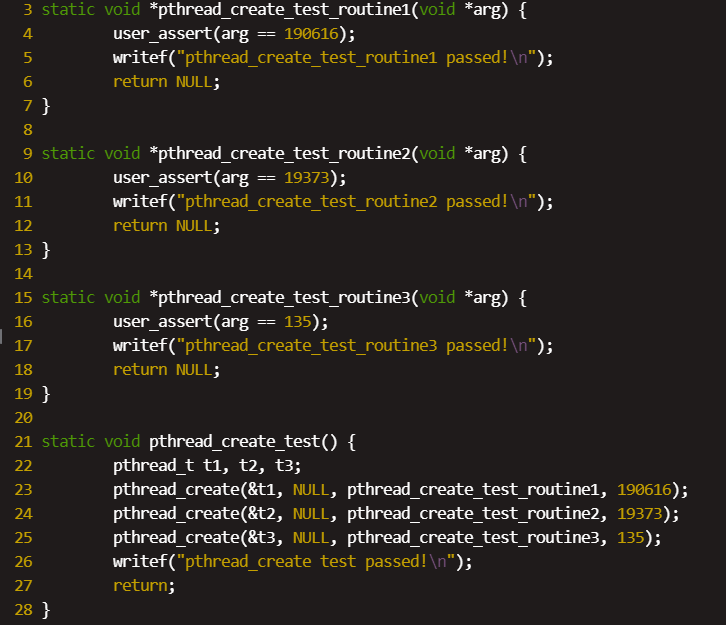 3 static void *pthread_create_test_routine1(void *arg) {
4         user_assert(arg == 190616);
5         writef("pthread_create_test_routine1 passed!\n");
6         return NULL;
7 }
8
9 static void *pthread_create_test_routine2(void *arg) {
10         user_assert(arg == 19373);
11         writef("pthread_create_test_routine2 passed!\n");
12         return NULL;
13 }
14
15 static void *pthread_create_test_routine3(void *arg) {
16         user_assert(arg == 135);
17         writef("pthread_create_test_routine3 passed!\n");
18         return NULL;
19 }
20
21 static void pthread_create_test() {
22         pthread_t t1, t2, t3;
23         pthread_create(&t1, NULL, pthread_create_test_routine1, 190616);
24         pthread_create(&t2, NULL, pthread_create_test_routine2, 19373);
25         pthread_create(&t3, NULL, pthread_create_test_routine3, 135);
26         writef("pthread_create test passed!\n");
27         return;
28 }